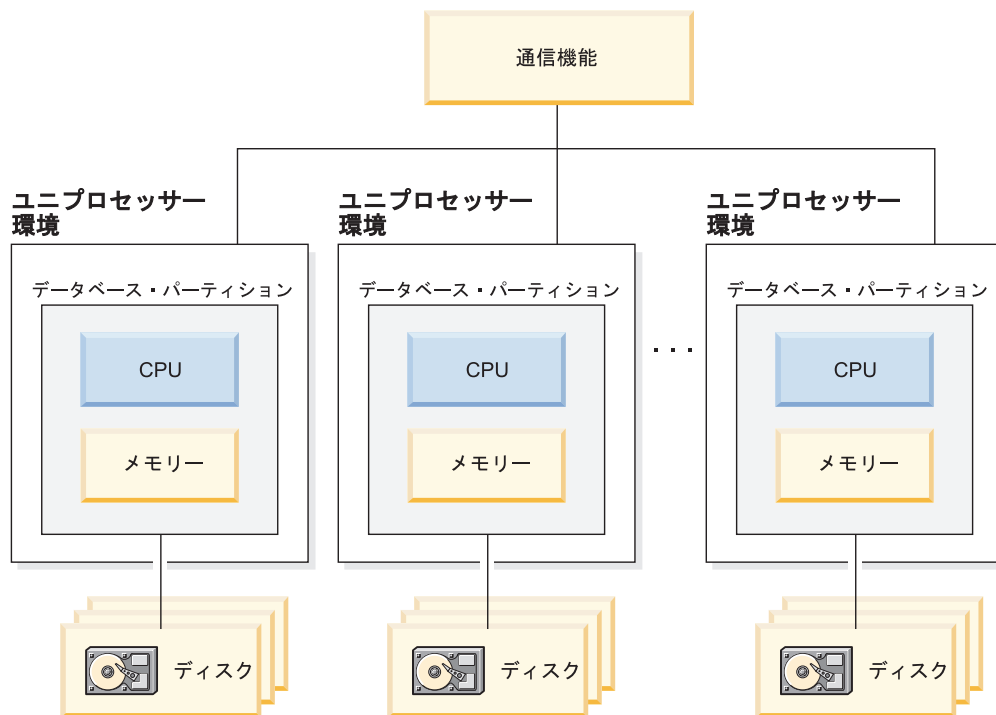 通信機能
ユニプロセッサー
環境
ユニプロセッサー
環境
ユニプロセッサー
環境
データベース・パーティション
データベース・パーティション
データベース・パーティション
CPU
CPU
・・・
CPU
メモリー
メモリー
メモリー
ディスク
ディスク
ディスク